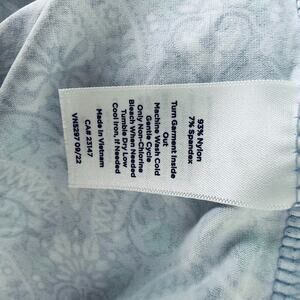 93% Nylon
7% Spandex
Turn Garment Inside
Out
Machine Wash Cold
Gentle Cycle
Only Non-Chlorine
Bleach When Needed
Tumble Dry Low
Cool Iron, if Needed
Made in Vietnam
CA# 23147
VN5297 09/22